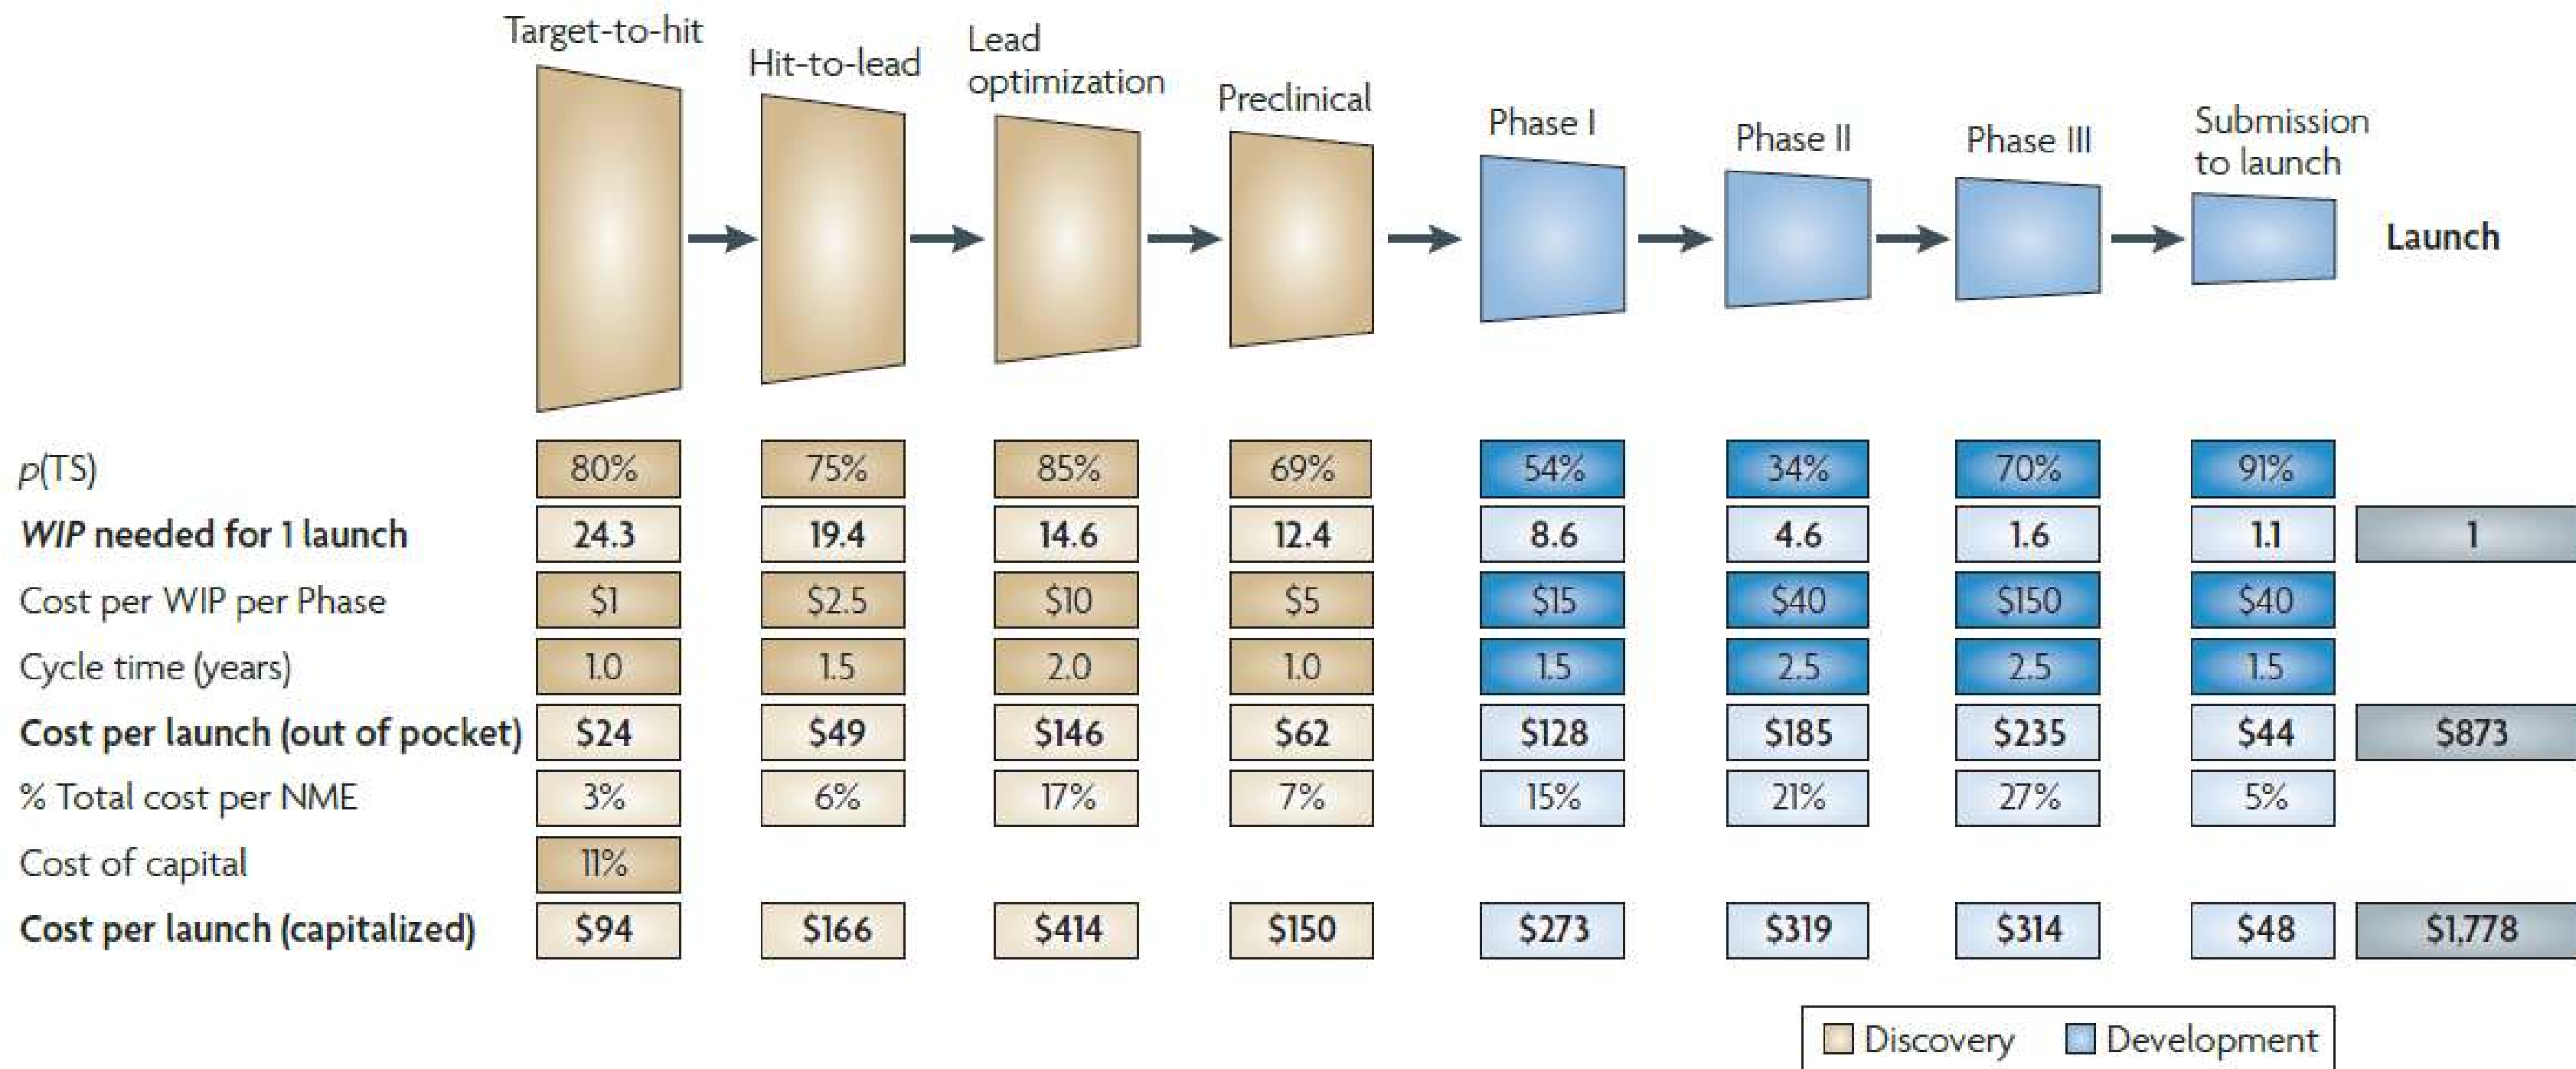 Target-to-hit
Hit-to-lead
Lead
optimization
Preclinical
Phase I
Phase II
Phase III
Submission
to launch
Launch
p(TS) 80% 75% 85% 69% 54% 34% 70% 91%
WIP needed for 1 launch 24.3 19.4 14.6 12.4 8.6 4.6 1.6 1.1 1
Cost per WIP per Phase $1 $2.5 $10 $5 $15 $40 $150 $40
Cycle time (years) 1.0 1.5 2.0 1.0 1.5 2.5 2.5 1.5
Cost per launch (out of pocket) $24 $49 $146 $62 $128 $185 $235 $44 $873
% Total cost per NME 3% 6% 17% 7% 15% 21% 27% 5%
Cost of capital 11%
Cost per launch (capitalized) $94 $166 $414 $150 $273 $319 $314 $48 $1,778
Discovery Development